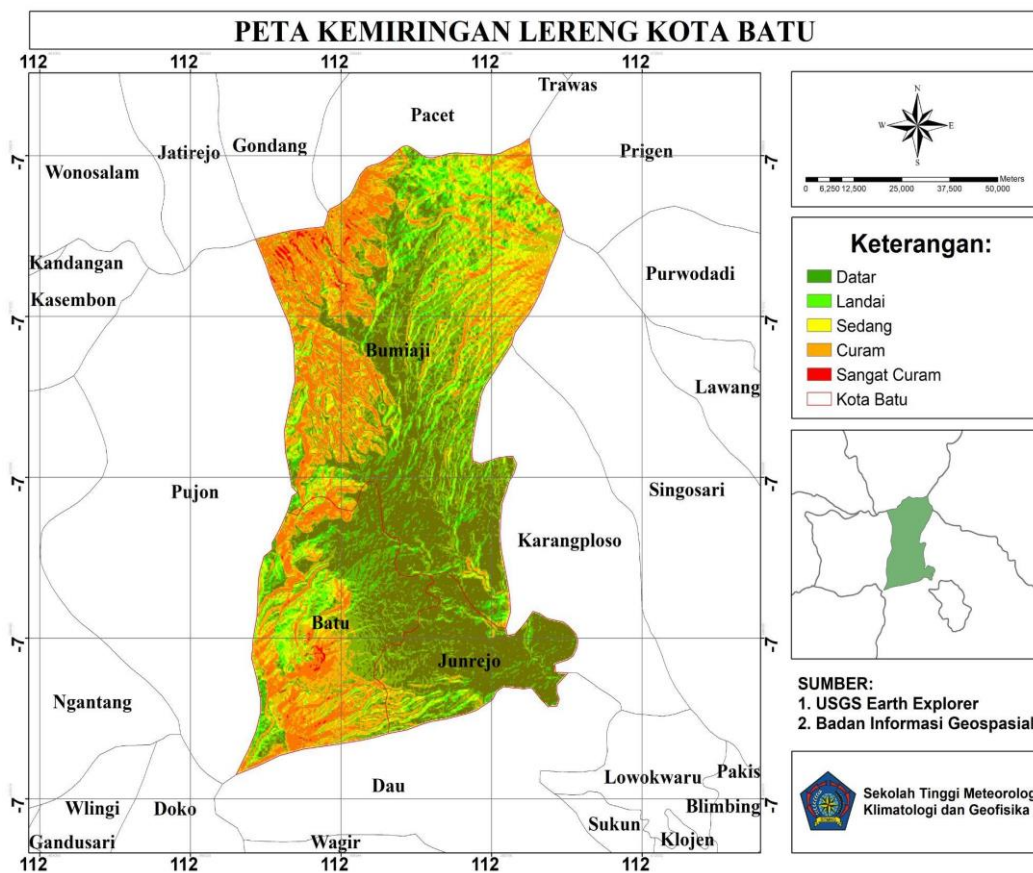 PETA KEMIRINGAN LERENG KOTA BATU
112 112 112 112 112
Trawas
Pacet
Gondang
Jatirejo
Prigen
Wonosalam
-7 -7
Kandangan
Purwodadi
Kasembon
-7 -7
Bumiaji
Lawang
-7 -7
Pujon
Singosari
Karangploso
Batu
-7 -7
Junrejo
Ngantang
Lowokwaru
Pakis
Dau
-7 -7
Wlingi
Doko
Blimbing
Sukun
Gandusari
Wagir
Klojen
112 112 112 112 112
N
W E
S
Meters
0 6,250 12,500 25,000 37,500 50,000
Keterangan:
Datar
Landai
Sedang
Curam
Sangat Curam
Kota Batu
SUMBER:
1. USGS Earth Explorer
2. Badan Informasi Geospasial
Sekolah Tinggi Meteorolog
Klimatologi dan Geofisika